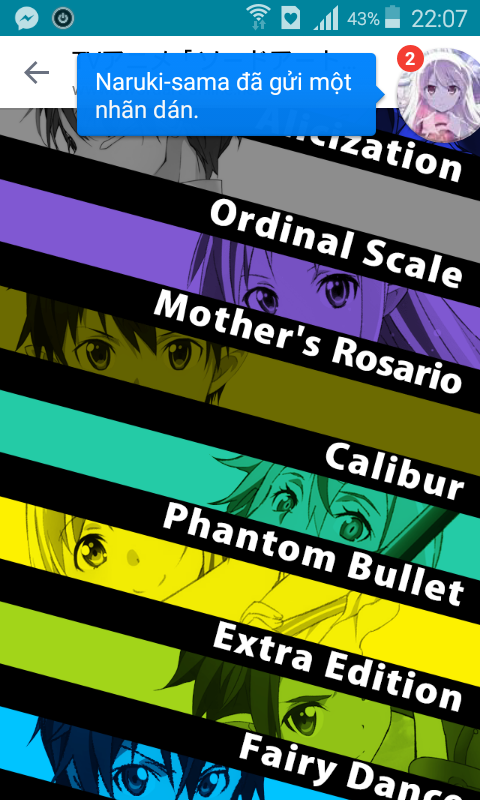 43% 22:07
2
Naruki-sama đã gửi một
nhãn dán.
Alicization
Ordinal Scale
Mother's Rosario
Calibur
Phantom Bullet
Extra Edition
Fairy Dance